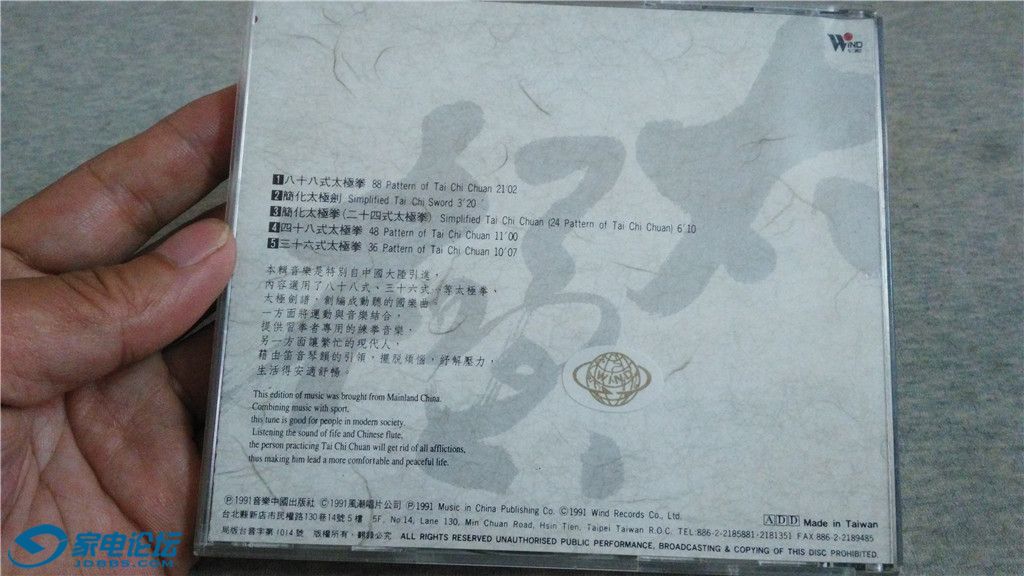 WIND
1 八十八式太極拳 88 Pattern of Tai Chi Chuan 21'02
2 簡化太極劍 Simplified Tai Chi Sword 3'20
3 簡化太極拳(二十四式太極拳) Simplified Tai Chi Chuan (24 Pattern of Tai Chi Chuan) 6'10
4 四十八式太極拳 48 Pattern of Tai Chi Chuan 11'00
5 三十六式太極拳 36 Pattern of Tai Chi Chuan 10'07
本輯音樂是特別自中國大陸引進，
內容選用了八十八式、三十六式…等太極拳、
太極劍譜，創編成動聽的國樂曲。
一方面將運動與音樂結合，
提供習拳者專用的練拳音樂，
另一方面讓繁忙的現代人，
藉由笛音琴韻的引領，擺脫煩惱，紓解壓力，
生活得安適舒暢。
This edition of music was brought from Mainland China.
Combining music with sport,
this tune is good for people in modern society.
Listening the sound of fife and Chinese flute,
the person practicing Tai Chi Chuan will get rid of all afflictions,
thus making him lead a more comfortable and peaceful life.
WIND
Ⓟ1991音樂中國出版社 Ⓒ1991風潮唱片公司 Ⓟ1991 Music in China Publishing Co. Ⓒ1991 Wind Records Co., Ltd.
ADD Made in Taiwan
台北縣新店市民權路130巷14號5樓 5F, No.14, Lane 130, Min Chuan Road, Hsin Tien, Taipei Taiwan R.O.C. TEL:886-2-2185881·2181351 FAX 886-2-2189485
局版台音字第1014號 版權所有·翻錄必究 ALL RIGHTS RESERVED UNAUTHORISED PUBLIC PERFORMANCE, BROADCASTING & COPYING OF THIS DISC PROHIBITED.
家电论坛
JDBBS.COM